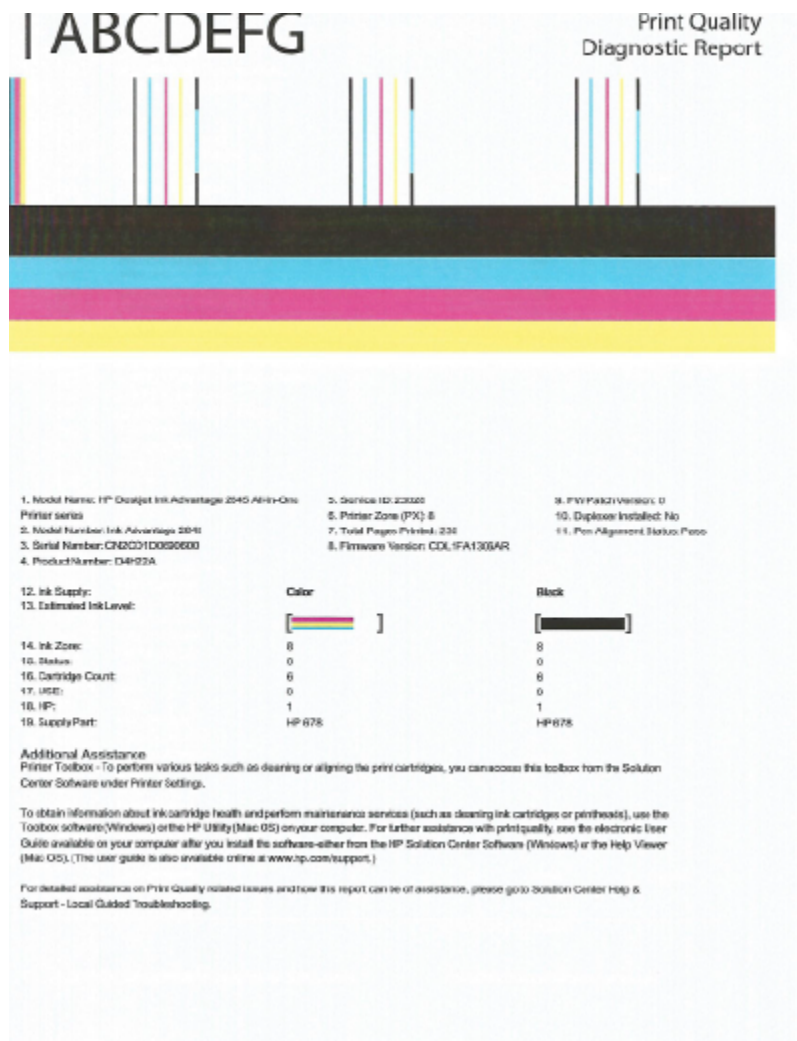 | ABCDEFG
Print Quality
Diagnostic Report
1. Model Name: HP Deskjet Ink Advantage 2645 All-in-One
Printer series
2. Model Number: Ink Advantage
3. Serial Number:
4. Product Number: D4H22A
5. Service ID:
6. Printer Zone (PX): 8
7. Total Pages Printed:
8. Firmware Version:
9. FW Patch Version: 0
10. Duplexer Installed: No
11. Pen Alignment Status: Pass
12. Ink Supply: Color Black
13. Estimated Ink Level:
14. Ink Zone: 8 8
15. Status: 0 0
16. Cartridge Count: 6 6
17. 0 0
18. HP: 1 1
19. Supply Part: HP 678 HP 678
Additional Assistance
Printer Toolbox - To perform various tasks such as cleaning or aligning the print cartridges, you can access this toolbox from the Solution
Center Software under Printer Settings.
To obtain information about ink cartridge health and perform maintenance services (such as cleaning ink cartridges or printheads), use the
Toolbox software (Windows) or the HP Utility (Mac OS) on your computer. For further assistance with print quality, see the electronic User
Guide available on your computer after you install the software-either from the HP Solution Center Software (Windows) or the Help Viewer
(Mac OS). (The user guide is also available online at www.hp.com/support.)
For detailed assistance on Print Quality related issues and how this report can be of assistance, please go to Solution Center Help &
Support - Local Guided Troubleshooting.